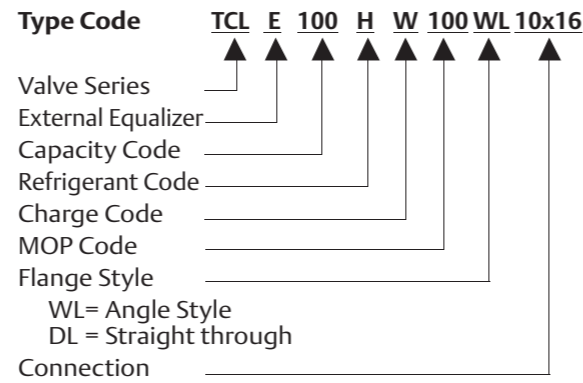 Type Code TCL E 100 H W 100 WL 10x16
Valve Series
External Equalizer
Capacity Code
Refrigerant Code
Charge Code
MOP Code
Flange Style
WL= Angle Style
DL = Straight through
Connection